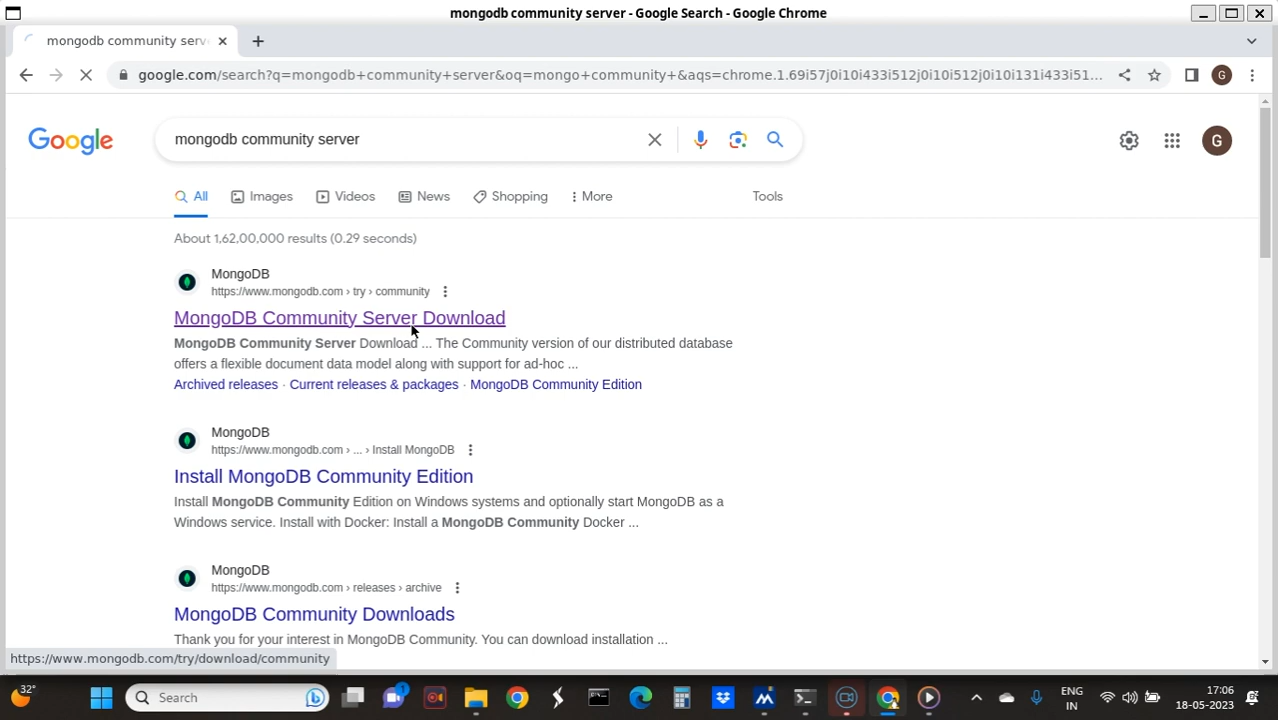 mongodb community server - Google Search - Google Chrome
mongodb community serv
google.com/search?q=mongodb+community+server&oq=mongo+community+&aqs=chrome.1.69i57j0i10i433i512j0i10i512j0i10i131i433i51...
G
Google
mongodb community server
G
All Images Videos News Shopping More Tools
About 1,62,00,000 results (0.29 seconds)
MongoDB
https://www.mongodb.com › try › community
MongoDB Community Server Download
MongoDB Community Server Download ... The Community version of our distributed database
offers a flexible document data model along with support for ad-hoc ...
Archived releases · Current releases & packages · MongoDB Community Edition
MongoDB
https://www.mongodb.com › ... › Install MongoDB
Install MongoDB Community Edition
Install MongoDB Community Edition on Windows systems and optionally start MongoDB as a
Windows service. Install with Docker: Install a MongoDB Community Docker ...
MongoDB
https://www.mongodb.com › releases › archive
MongoDB Community Downloads
Thank you for your interest in MongoDB Community. You can download installation ...
https://www.mongodb.com/try/download/community
32°
Search
1
ENG
IN
17:06
18-05-2023